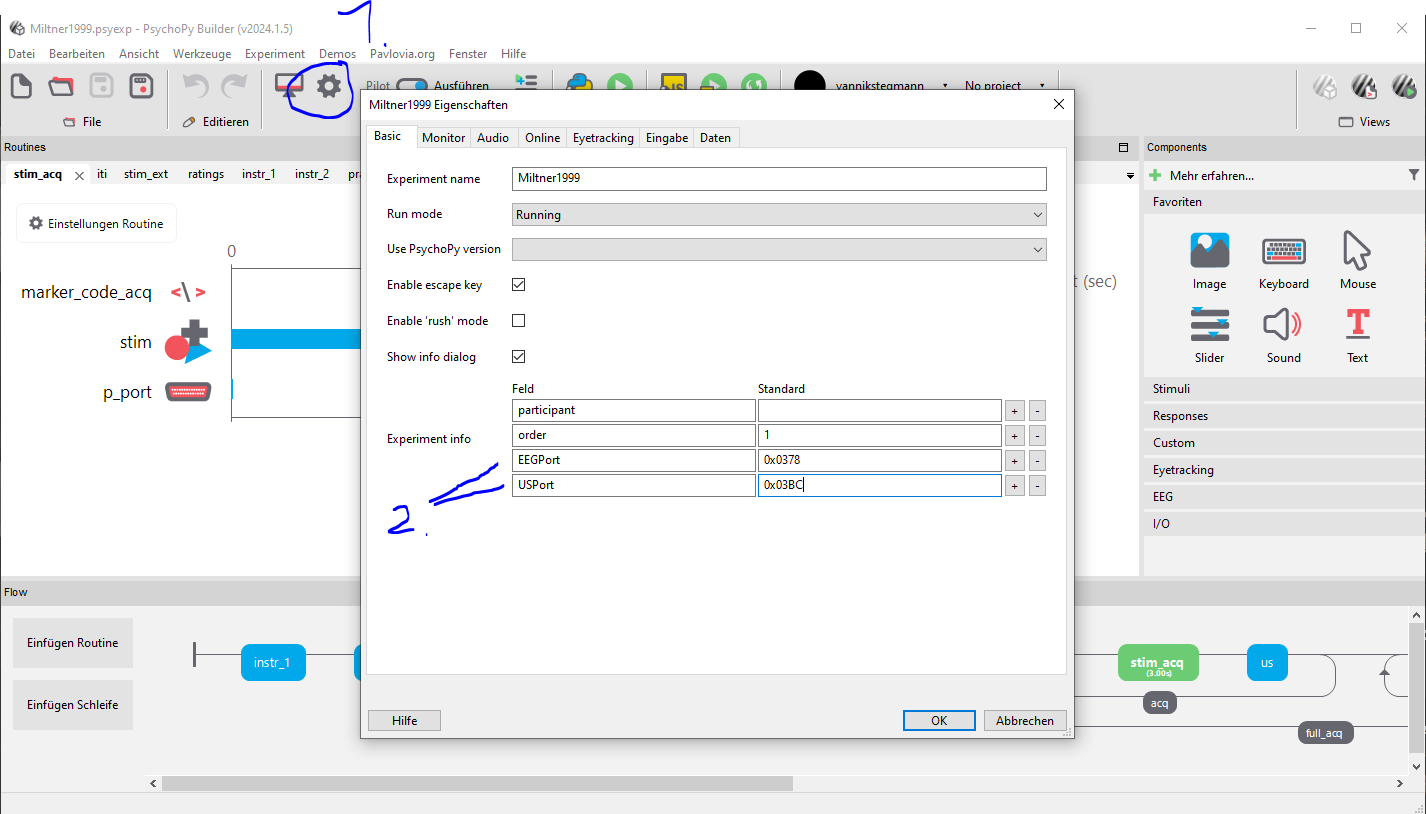 1.
Miltner1999.psyexp - PsychoPy Builder (v2024.1.5)
Datei Bearbeiten Ansicht Werkzeuge Experiment Demos Pavlovia.org Fenster Hilfe
Pilot Ausführen JS vannikstegmann No project
File Editieren Views
Miltner1999 Eigenschaften
Basic Monitor Audio Online Eyetracking Eingabe Daten
Experiment name Miltner1999
Run mode Running
Use PsychoPy version
Enable escape key
Enable 'rush' mode
Show info dialog
Feld Standard
Experiment info
participant + -
order 1 + -
EEGPort 0x0378 + -
USPort 0x03BC + -
2.
Hilfe OK Abbrechen
Routines
stim_acq iti stim_ext ratings instr_1 instr_2
Einstellungen Routine
0
t (sec)
marker_code_acq
stim
p_port
Components
Mehr erfahren...
Favoriten
Image Keyboard Mouse
Slider Sound Text
Stimuli
Responses
Custom
Eyetracking
EEG
I/O
Flow
Einfügen Routine
Einfügen Schleife
instr_1 stim_acq us
(3.00s)
acq
full_acq